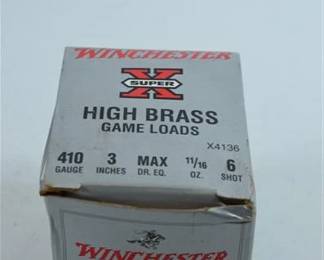 WINCHESTER
SUPER X
HIGH BRASS
GAME LOADS
X4136
410 3 MAX 11/16 6
GAUGE INCHES DR. EQ. OZ. SHOT
WINCHESTER